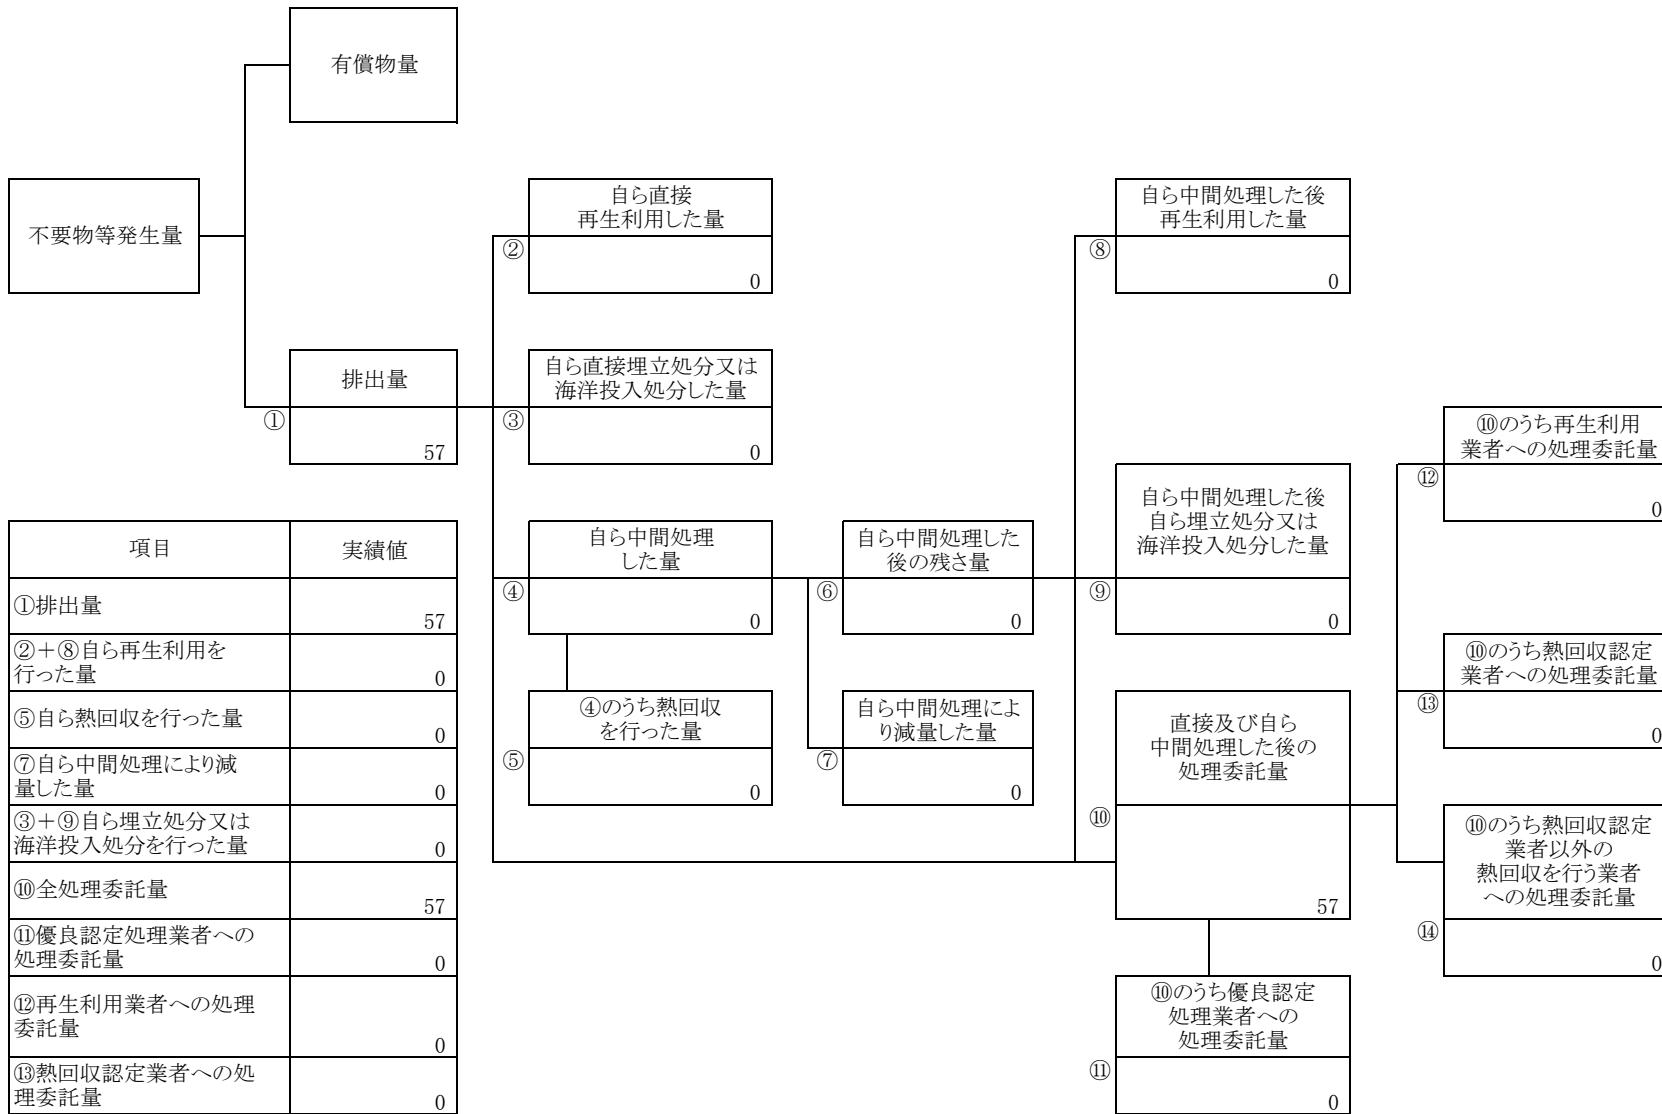 有償物量
不要物等発生量
自ら直接
再生利用した量
②
0
自ら中間処理した後
再生利用した量
⑧
0
排出量
①
57
自ら直接埋立処分又は
海洋投入処分した量
③
0
⑩のうち再生利用
業者への処理委託量
⑫
0
自ら中間処理
した量
④
0
自ら中間処理した
後の残さ量
⑥
0
自ら中間処理した後
自ら埋立処分又は
海洋投入処分した量
⑨
0
⑩のうち熱回収認定
業者への処理委託量
⑬
0
④のうち熱回収
を行った量
⑤
0
自ら中間処理によ
り減量した量
⑦
0
直接及び自ら
中間処理した後の
処理委託量
⑩
57
⑩のうち熱回収認定
業者以外の
熱回収を行う業者
への処理委託量
⑭
0
⑩のうち優良認定
処理業者への
処理委託量
⑪
0
項目 実績値
①排出量
57
②+⑧自ら再生利用を
行った量 0
⑤自ら熱回収を行った量
0
⑦自ら中間処理により減
量した量 0
③+⑨自ら埋立処分又は
海洋投入処分を行った量 0
⑩全処理委託量
57
⑪優良認定処理業者への
処理委託量 0
⑫再生利用業者への処理
委託量
0
⑬熱回収認定業者への処
理委託量 0